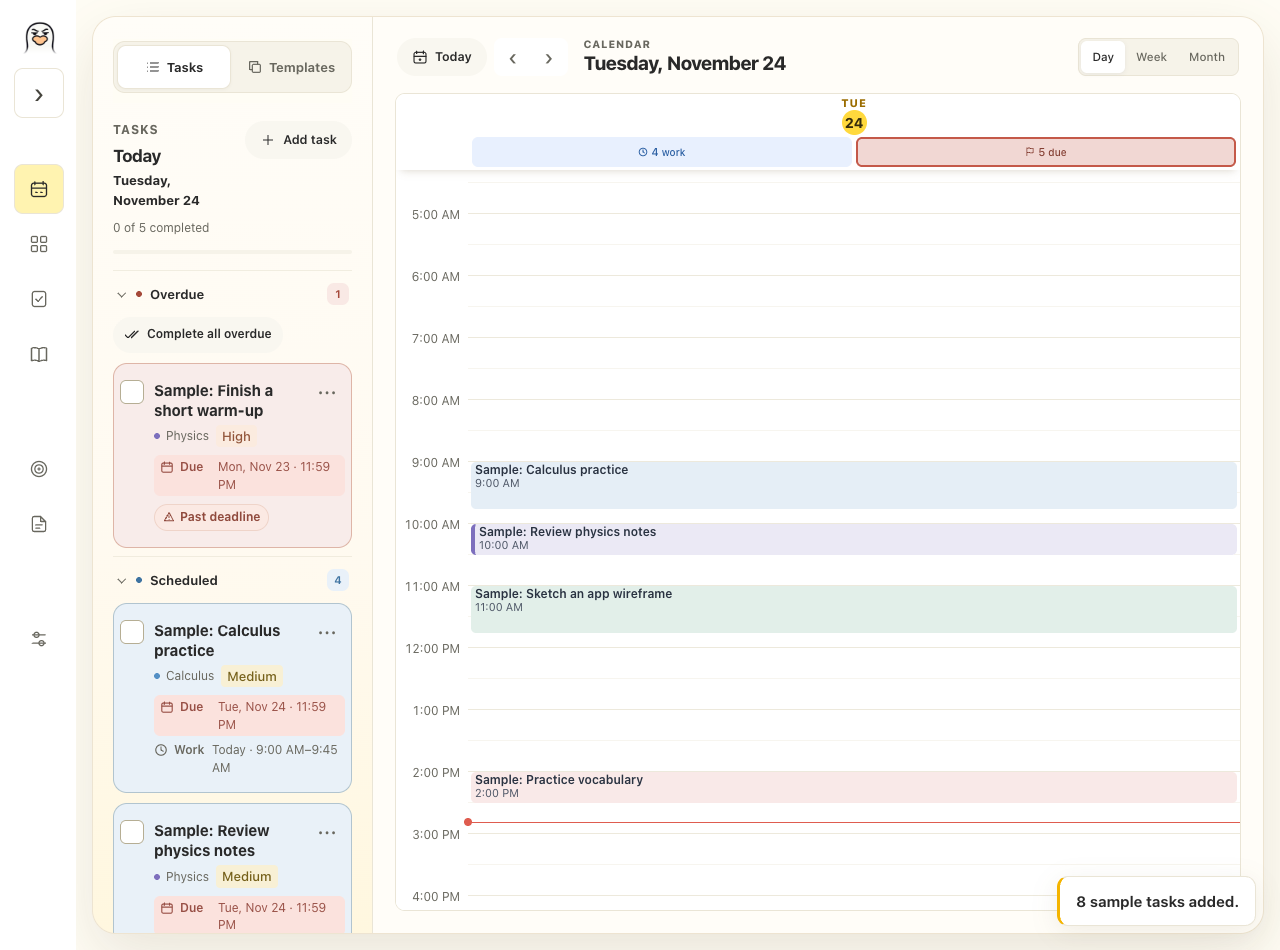 Tasks
Templates
TASKS
Add task
Today
Tuesday,
November 24
0 of 5 completed
Overdue
1
Complete all overdue
Sample: Finish a
short warm-up
Physics
High
Due
Mon, Nov 23 · 11:59
PM
Past deadline
Scheduled
4
Sample: Calculus
practice
Calculus
Medium
Due
Tue, Nov 24 · 11:59
PM
Work
Today · 9:00 AM–9:45
AM
Sample: Review
physics notes
Physics
Medium
Due
Tue, Nov 24 · 11:59
PM
Today
CALENDAR
Tuesday, November 24
Day
Week
Month
TUE
24
4 work
5 due
5:00 AM
6:00 AM
7:00 AM
8:00 AM
9:00 AM
Sample: Calculus practice
9:00 AM
10:00 AM
Sample: Review physics notes
10:00 AM
11:00 AM
Sample: Sketch an app wireframe
11:00 AM
12:00 PM
1:00 PM
2:00 PM
Sample: Practice vocabulary
2:00 PM
3:00 PM
4:00 PM
8 sample tasks added.